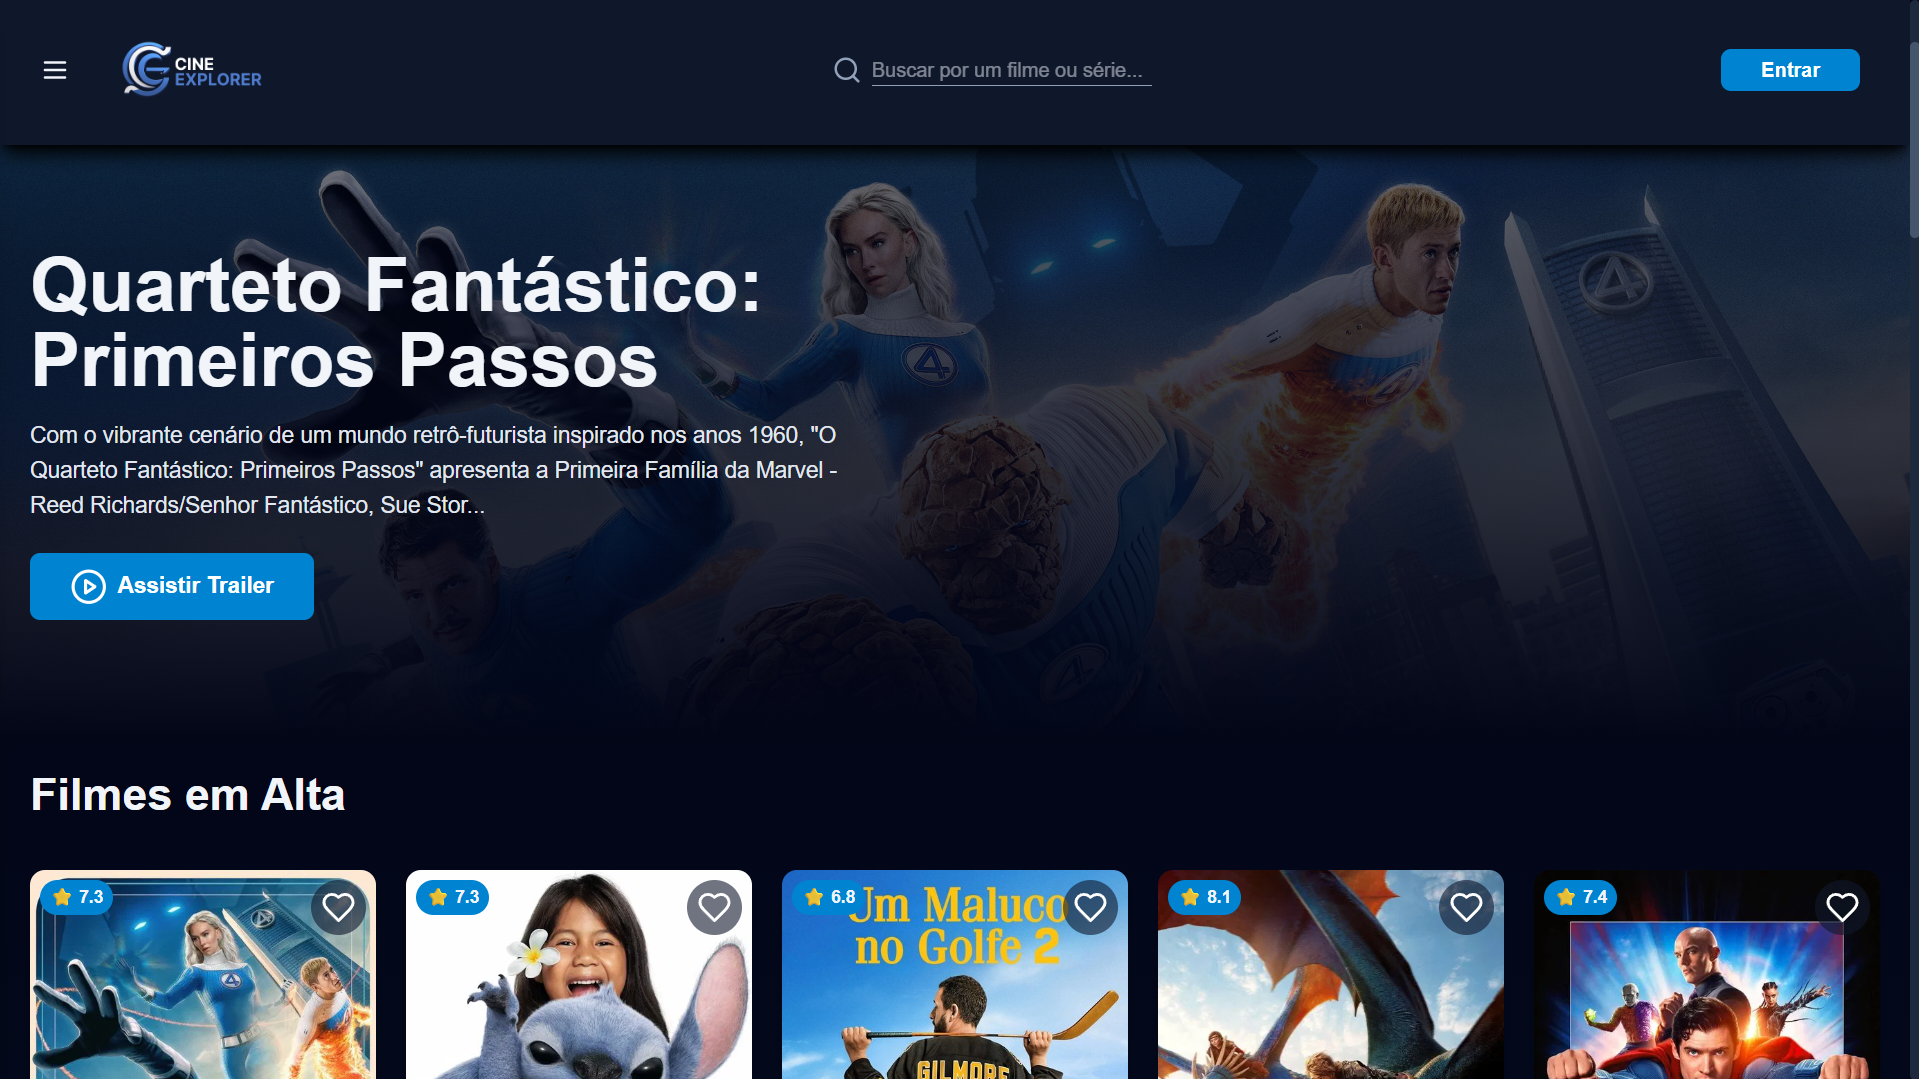 CINE
EXPLORER
Buscar por um filme ou série...
Entrar
Quarteto Fantástico:
Primeiros Passos
Com o vibrante cenário de um mundo retrô-futurista inspirado nos anos 1960, "O
Quarteto Fantástico: Primeiros Passos" apresenta a Primeira Família da Marvel -
Reed Richards/Senhor Fantástico, Sue Stor...
Assistir Trailer
Filmes em Alta
7.3
7.3
6.8
8.1
7.4
Um Maluco
no Golfe 2
GILMORE
4
4
4